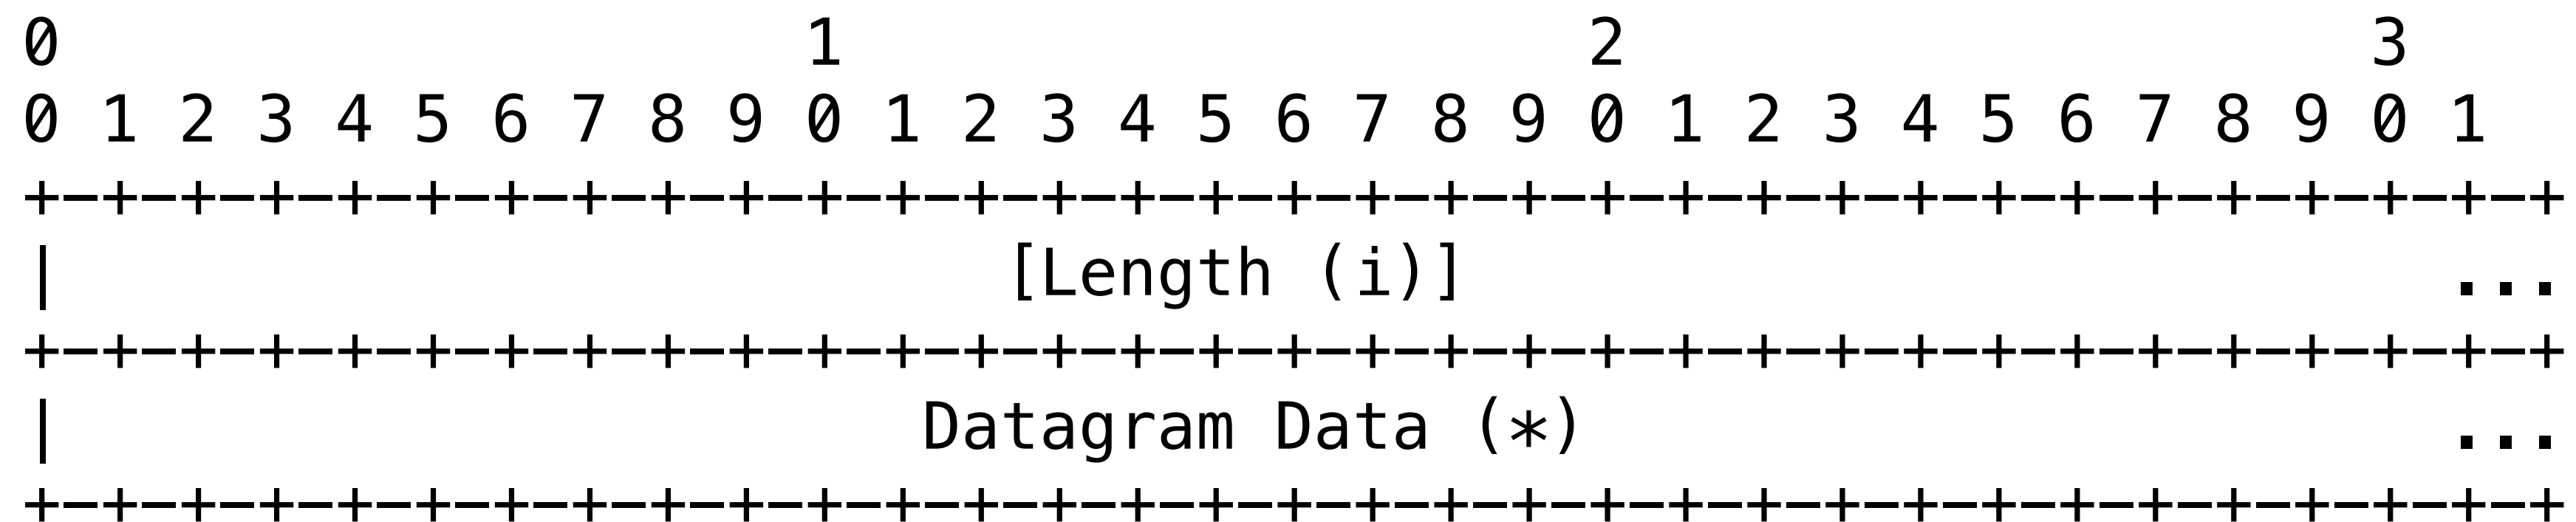 0                   1                   2                   3
0 1 2 3 4 5 6 7 8 9 0 1 2 3 4 5 6 7 8 9 0 1 2 3 4 5 6 7 8 9 0 1
+-+-+-+-+-+-+-+-+-+-+-+-+-+-+-+-+-+-+-+-+-+-+-+-+-+-+-+-+-+-+-+-+
|                         [Length (i)]                         ...
+-+-+-+-+-+-+-+-+-+-+-+-+-+-+-+-+-+-+-+-+-+-+-+-+-+-+-+-+-+-+-+-+
|                      Datagram Data (*)                       ...
+-+-+-+-+-+-+-+-+-+-+-+-+-+-+-+-+-+-+-+-+-+-+-+-+-+-+-+-+-+-+-+-+